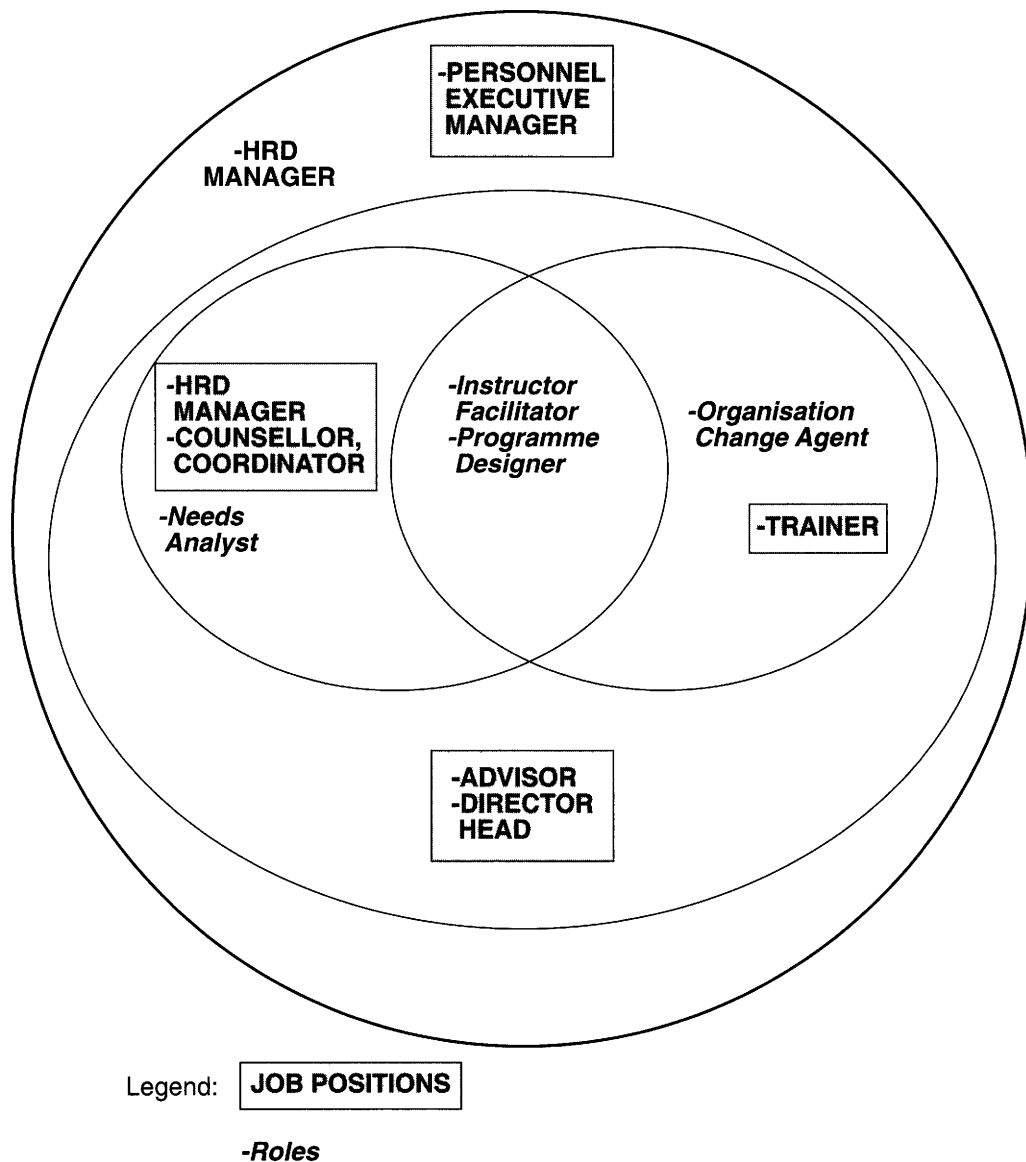 -PERSONNEL
EXECUTIVE
MANAGER
-HRD
MANAGER
-HRD
MANAGER
-COUNSELLOR,
COORDINATOR
-Needs
Analyst
-Instructor
Facilitator
-Programme
Designer
-Organisation
Change Agent
-TRAINER
-ADVISOR
-DIRECTOR
HEAD
Legend: JOB POSITIONS
-Roles